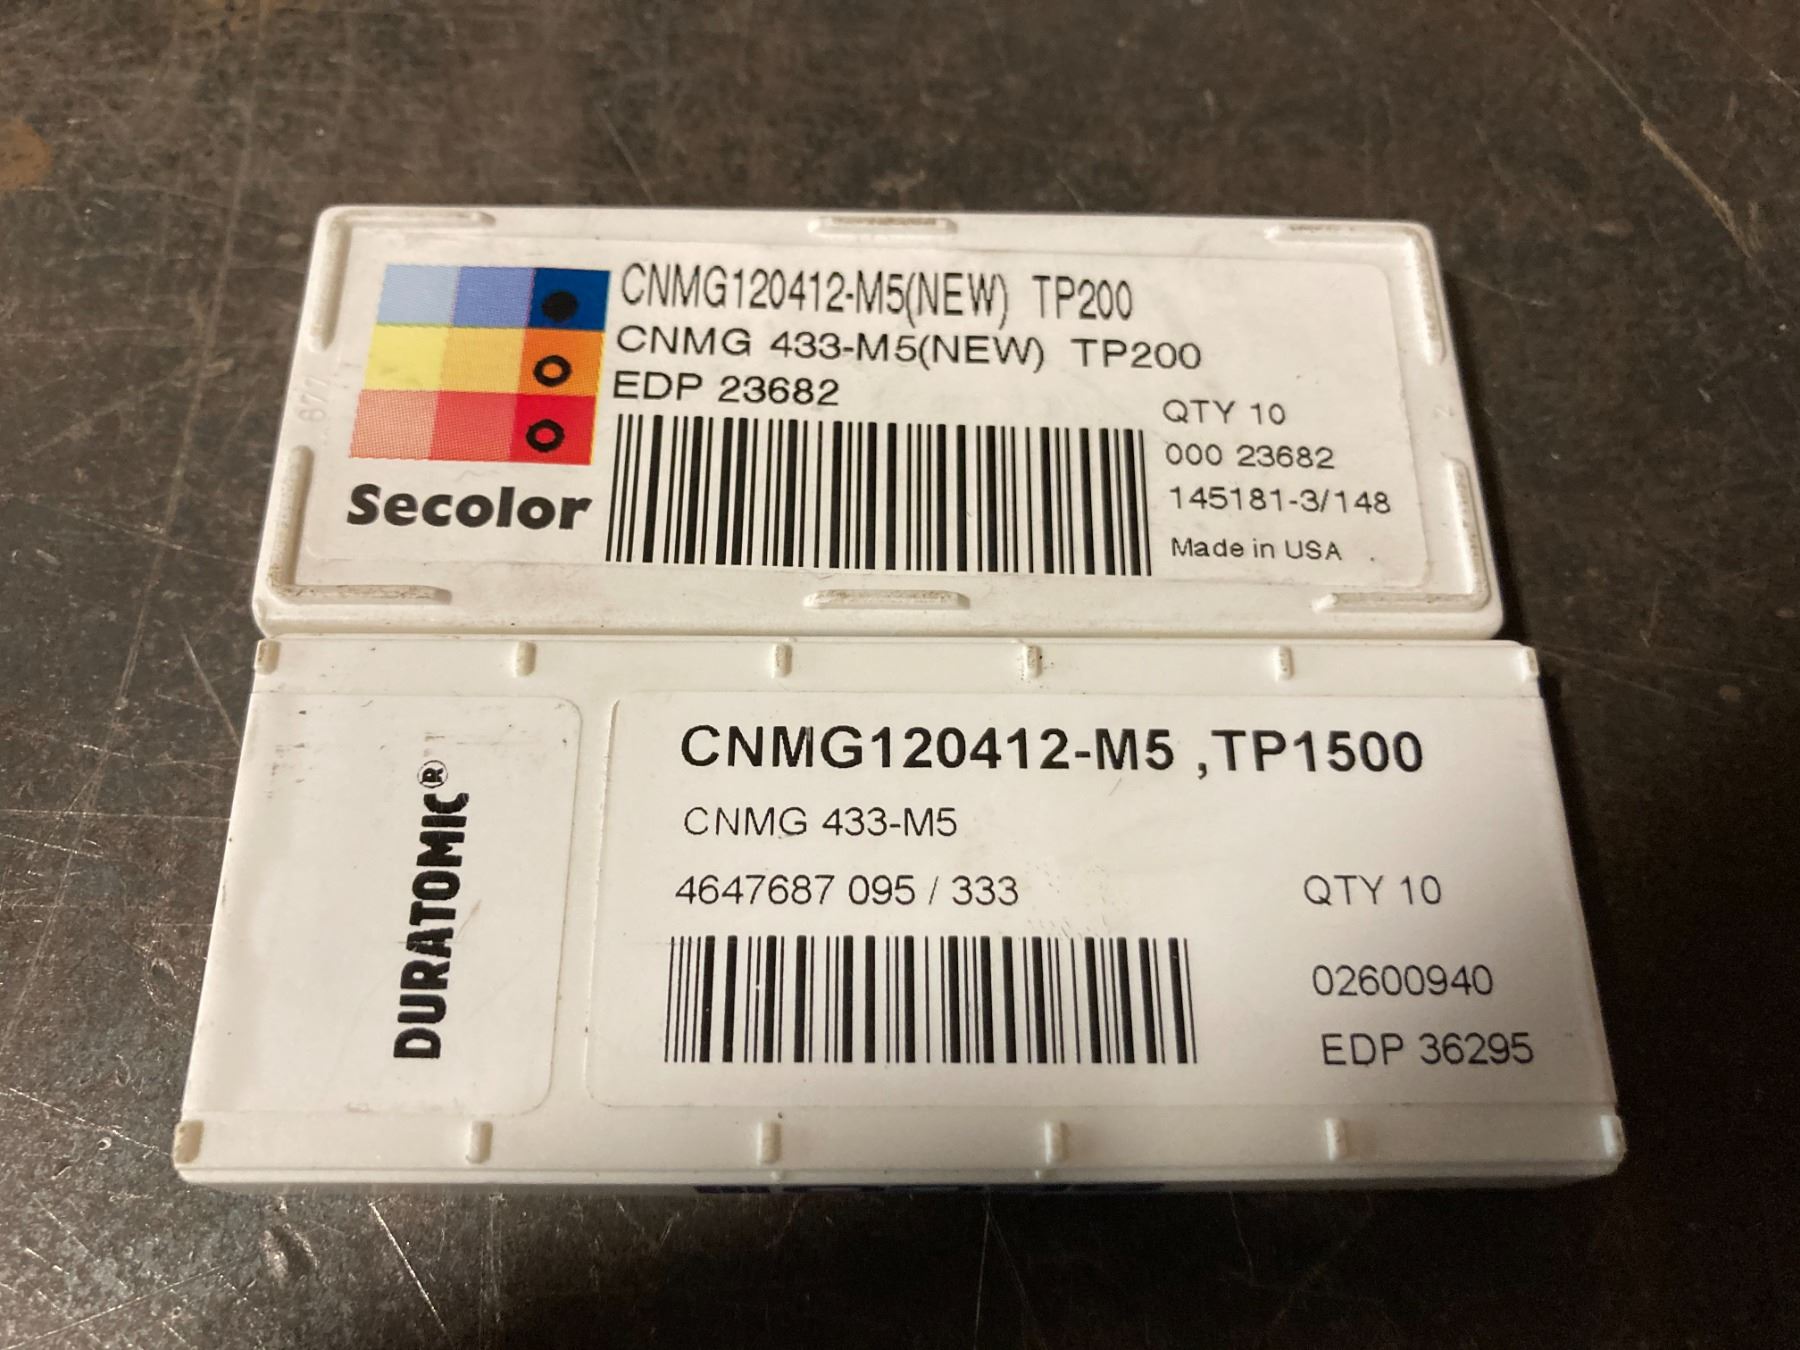 CNMG120412-M5(NEW) TP200
CNMG 433-M5(NEW) TP200
EDP 23682
QTY 10
000 23682
145181-3/148
Made in USA
Secolor
DURATOMIC®
CNMG120412-M5 ,TP1500
CNMG 433-M5
4647687 095 / 333
QTY 10
02600940
EDP 36295